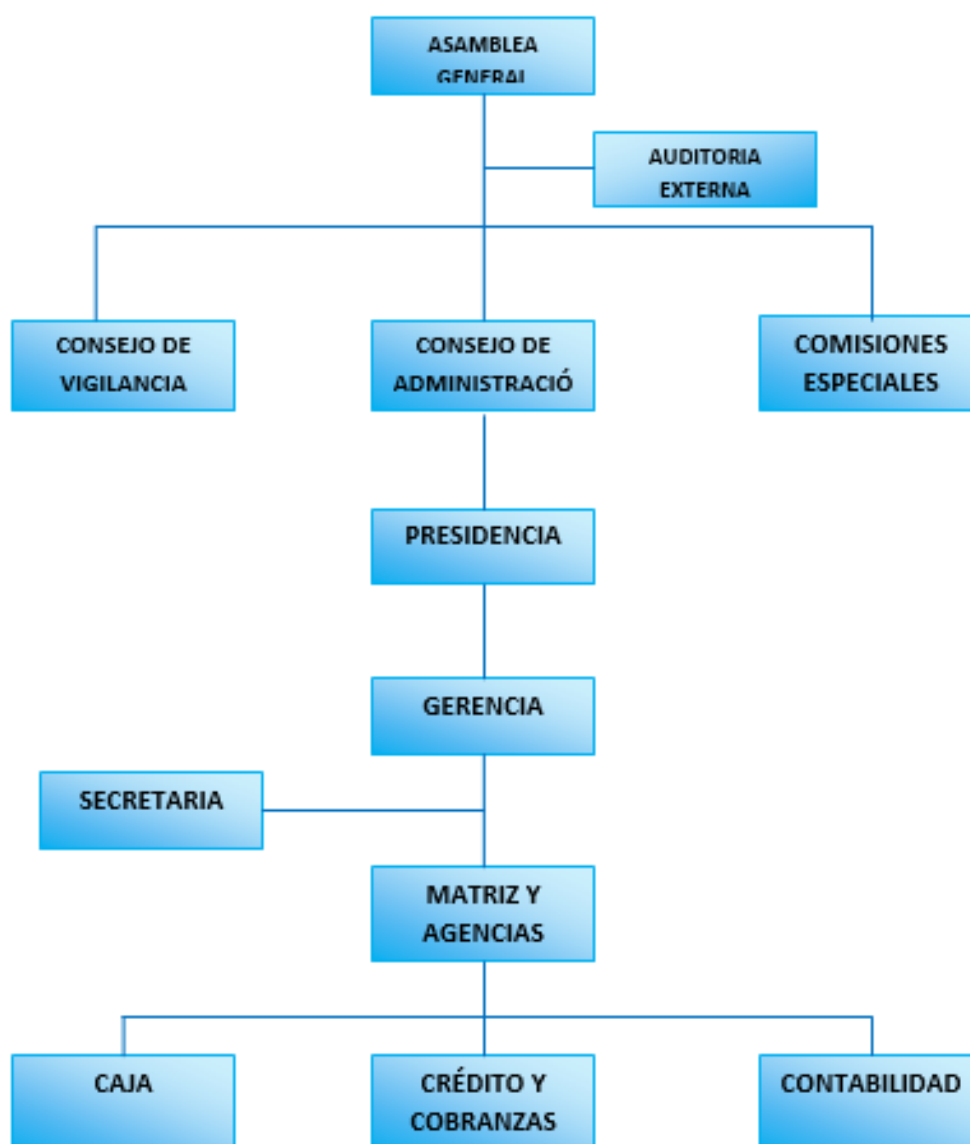 ASAMBLEA
GENERAL
AUDITORIA
EXTERNA
CONSEJO DE
VIGILANCIA
CONSEJO DE
ADMINISTRACIÓ
COMISIONES
ESPECIALES
PRESIDENCIA
GERENCIA
SECRETARIA
MATRIZ Y
AGENCIAS
CAJA
CRÉDITO Y
COBRANZAS
CONTABILIDAD